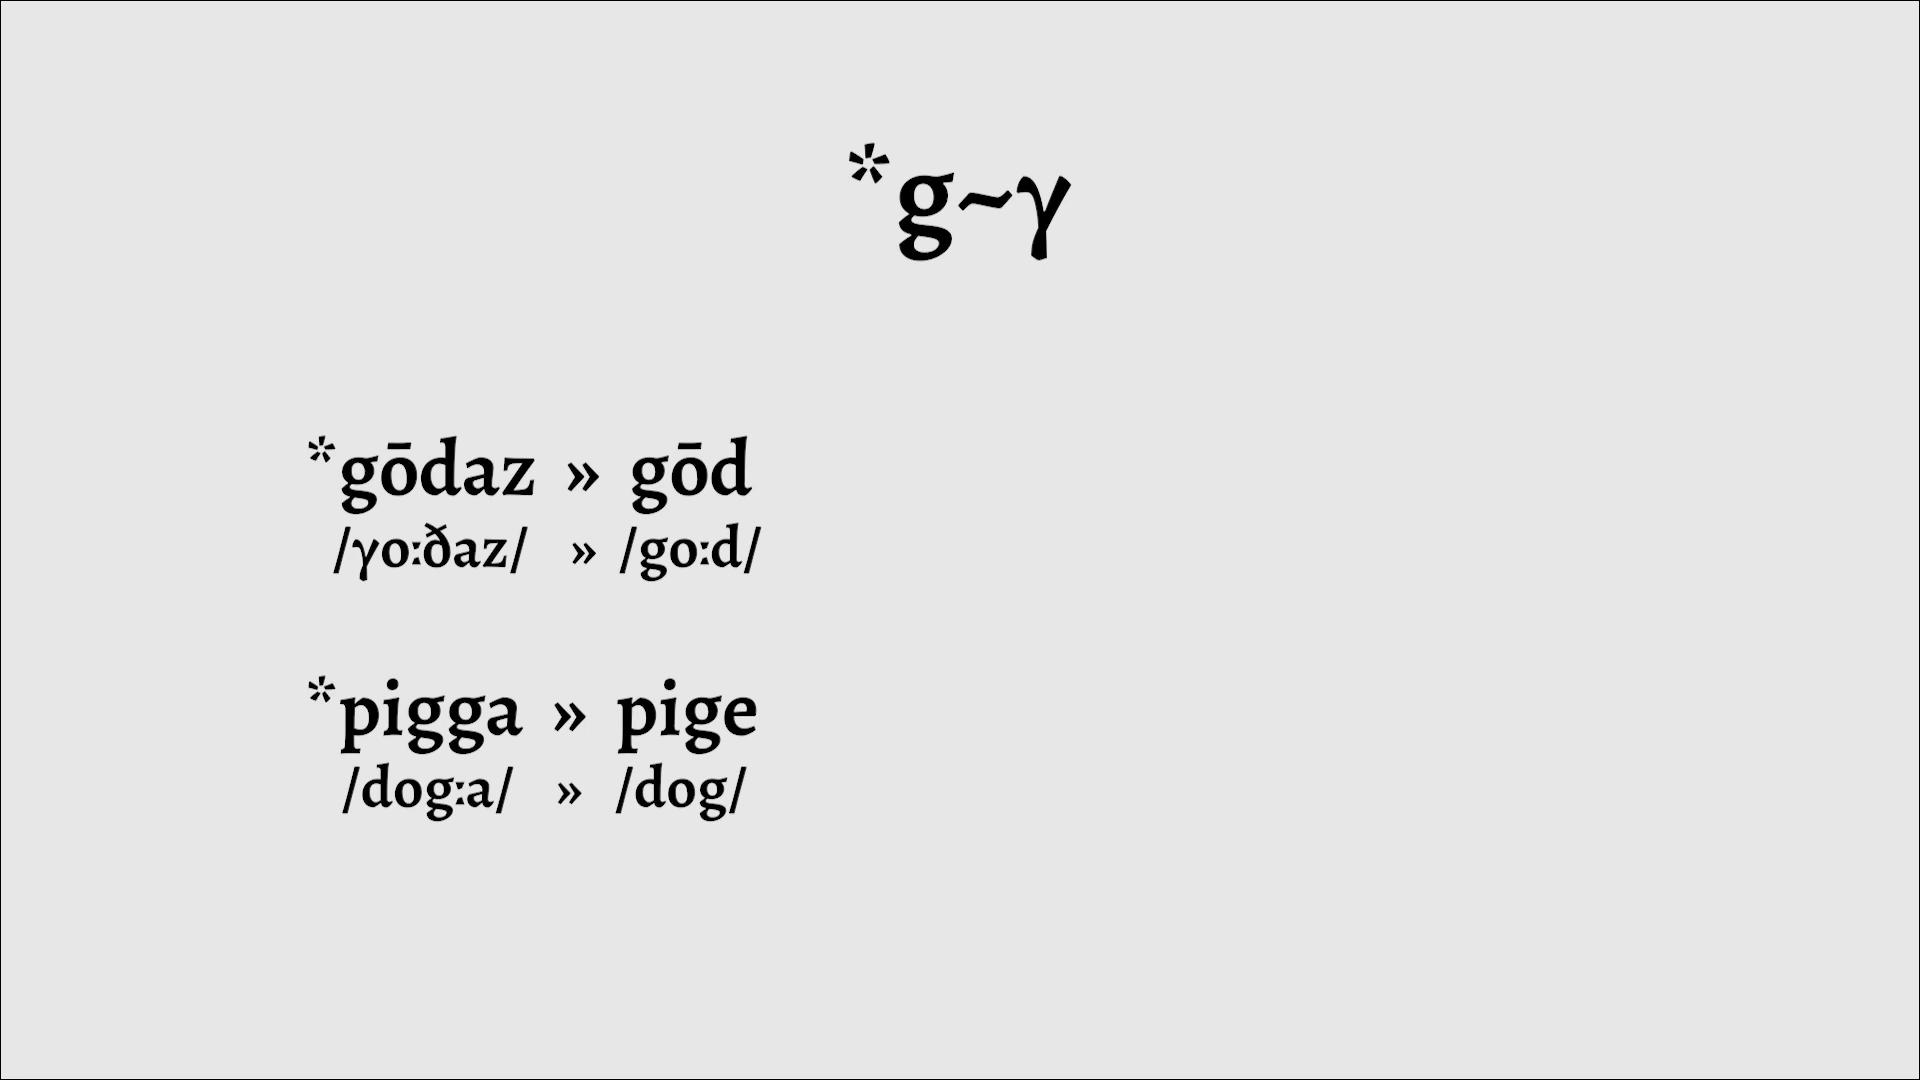 *g~γ
*gōdaz » gōd
/γoːðaz/ » /goːd/
*pigga » pige
/dogːa/ » /dog/